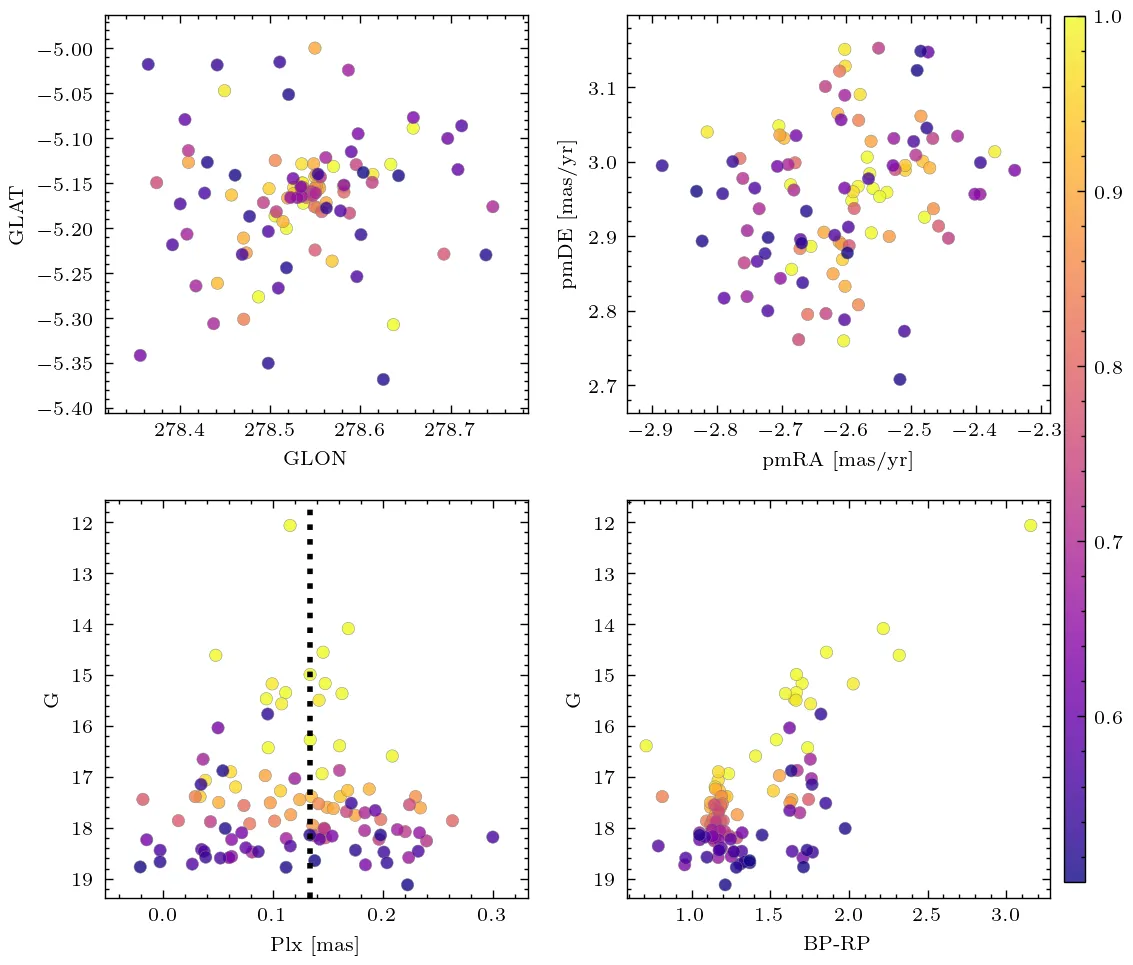 −5.00
−5.05
−5.10
−5.15
−5.20
−5.25
−5.30
−5.35
−5.40
GLAT
278.4 278.5 278.6 278.7
GLON
3.1
3.0
2.9
2.8
2.7
pmDE [mas/yr]
−2.9 −2.8 −2.7 −2.6 −2.5 −2.4 −2.3
pmRA [mas/yr]
1.0
0.9
0.8
0.7
0.6
12
13
14
15
16
17
18
19
G
0.0 0.1 0.2 0.3
Plx [mas]
12
13
14
15
16
17
18
19
G
1.0 1.5 2.0 2.5 3.0
BP-RP